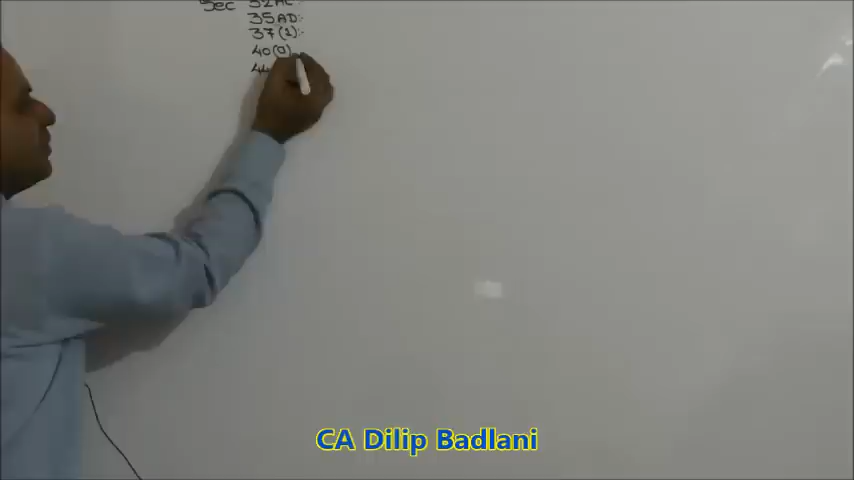 Sec 32AC:-
35AD:-
37(1):-
40(a)
44
CA Dilip Badlani